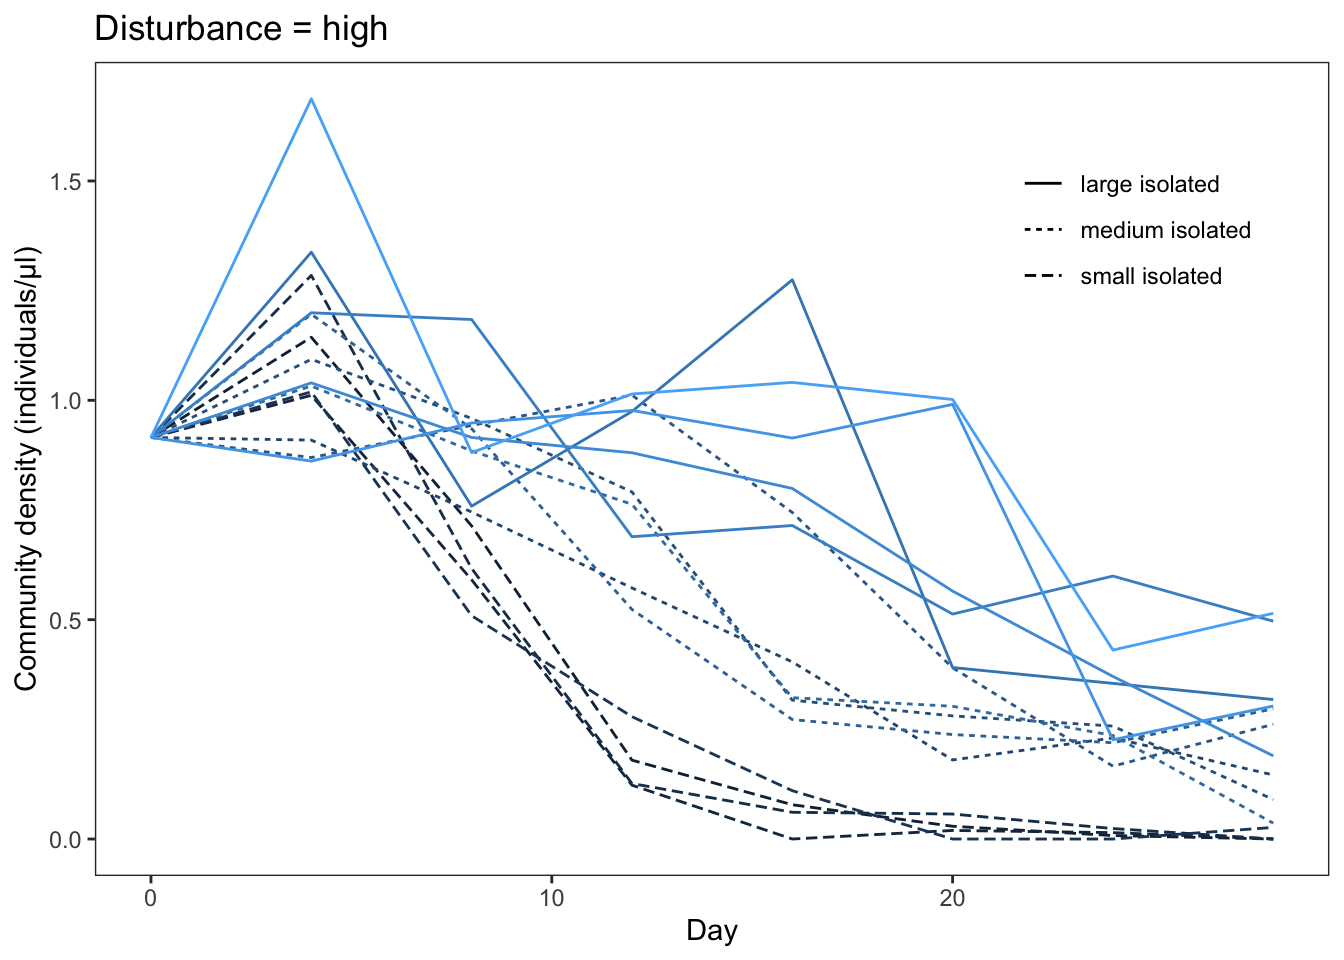 Disturbance = high
Community density (individuals/μl)
1.5
1.0
0.5
0.0
large isolated
medium isolated
small isolated
0 10 20
Day